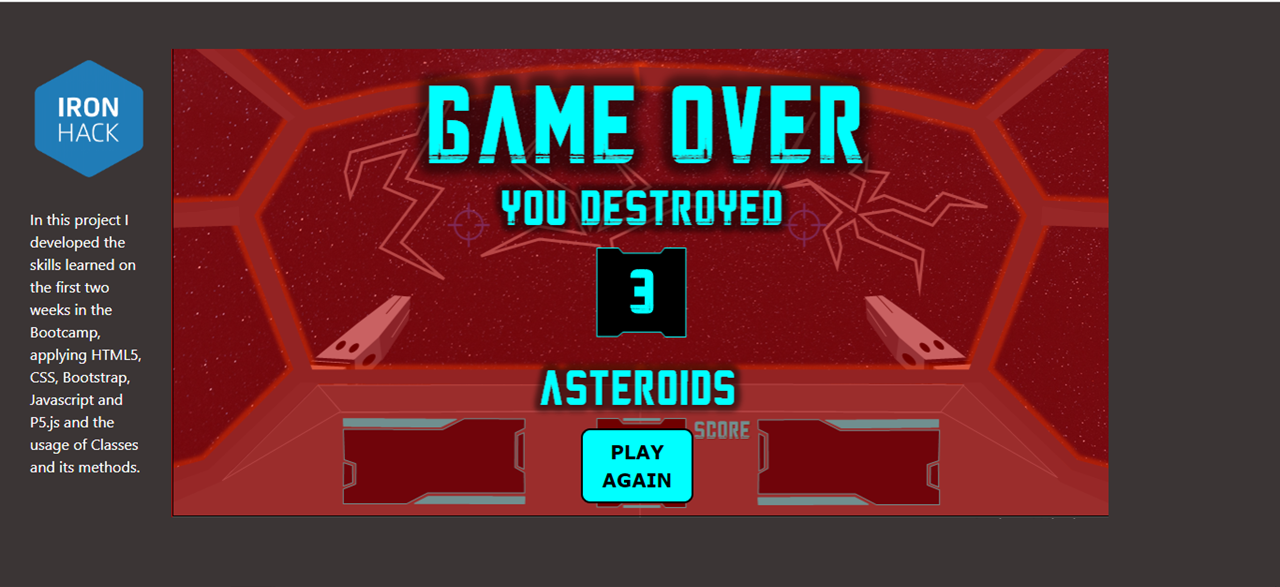 IRON
HACK
In this project I
developed the
skills learned on
the first two
weeks in the
Bootcamp,
applying HTML5,
CSS, Bootstrap,
Javascript and
P5.js and the
usage of Classes
and its methods.
GAME OVER
YOU DESTROYED
3
ASTEROIDS
SCORE
PLAY
AGAIN